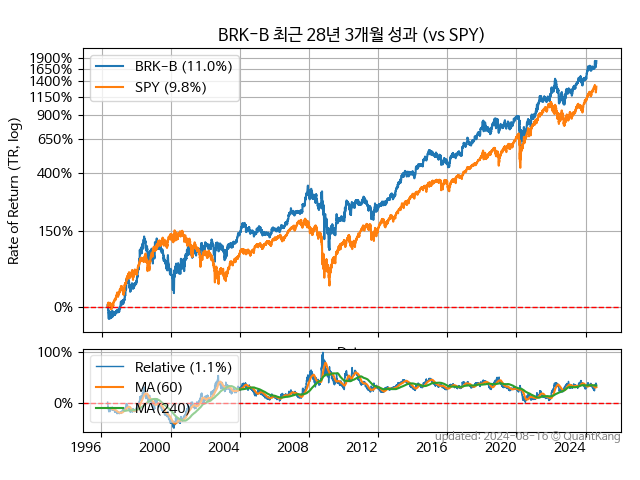 BRK-B 최근 28년 3개월 성과 (vs SPY)
1900%
1650%
1400%
1150%
900%
650%
400%
150%
0%
Rate of Return (TR, log)
BRK-B (11.0%)
SPY (9.8%)
100%
0%
Relative (1.1%)
MA(60)
MA(240)
1996 2000 2004 2008 2012 2016 2020 2024
updated: 2024-08-16 © QuantKang